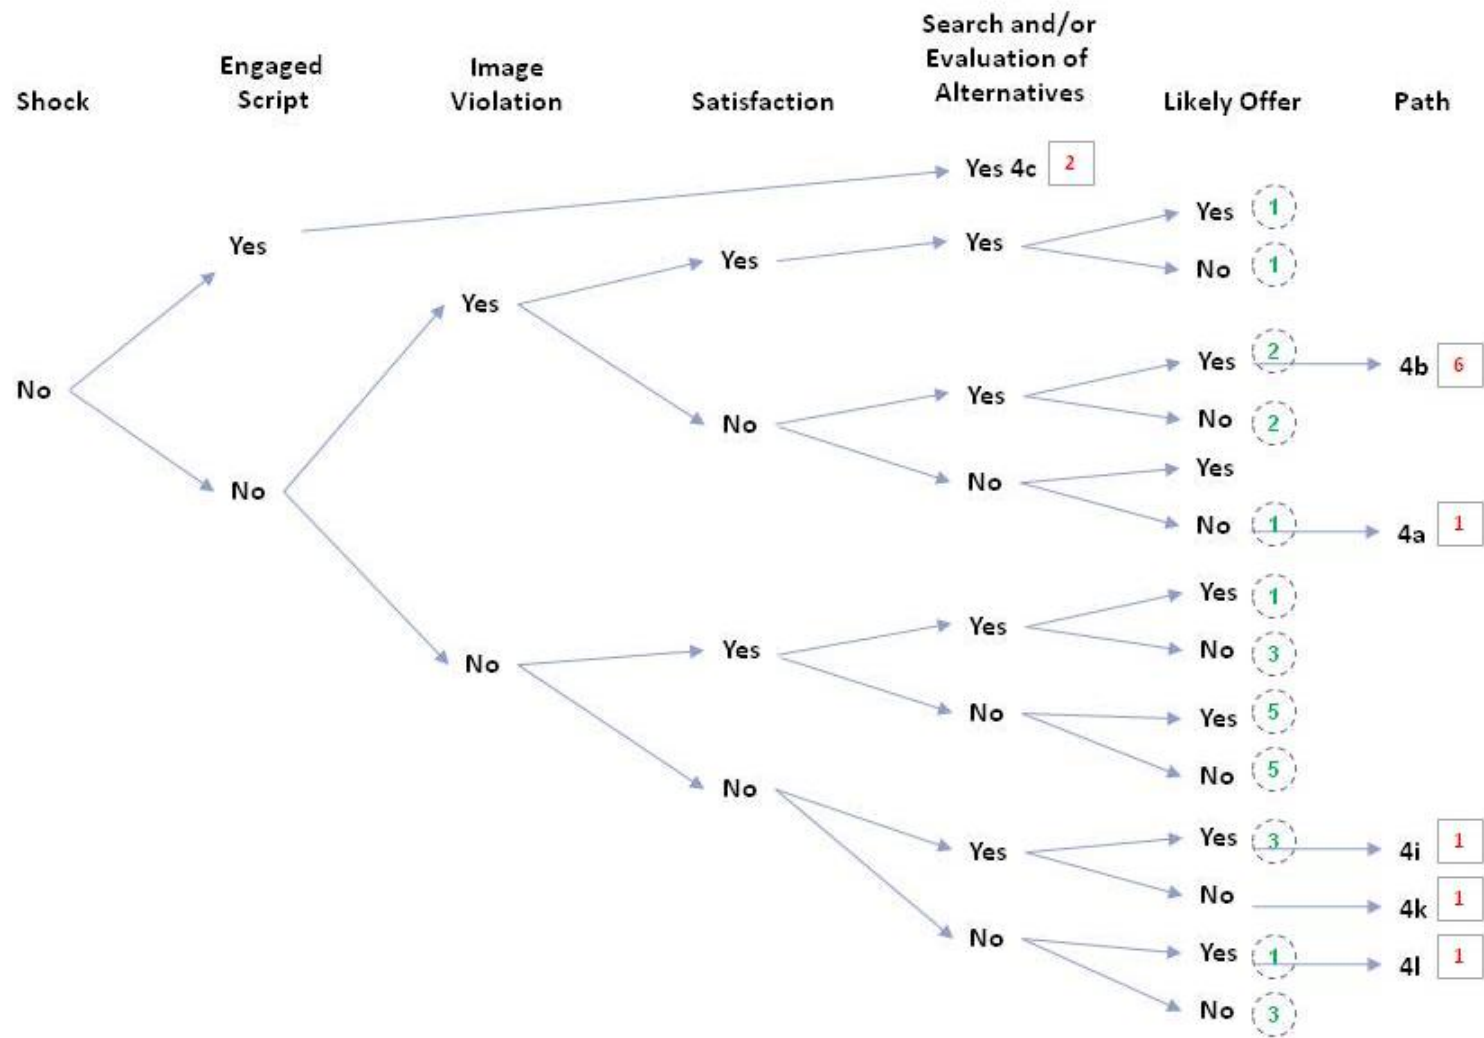 Shock
Engaged
Script
Image
Violation
Satisfaction
Search and/or
Evaluation of
Alternatives
Likely Offer
Path
Yes 4c 2
Yes
Yes 1
Yes
Yes
No 1
Yes
Yes 2 4b 6
No
Yes
No 2
No
Yes
No
No
No 1 4a 1
Yes 1
Yes
Yes
No 3
No
No
Yes 5
No 5
No
Yes 3 4i 1
Yes
No 4k 1
No
Yes 1 4l 1
No 3